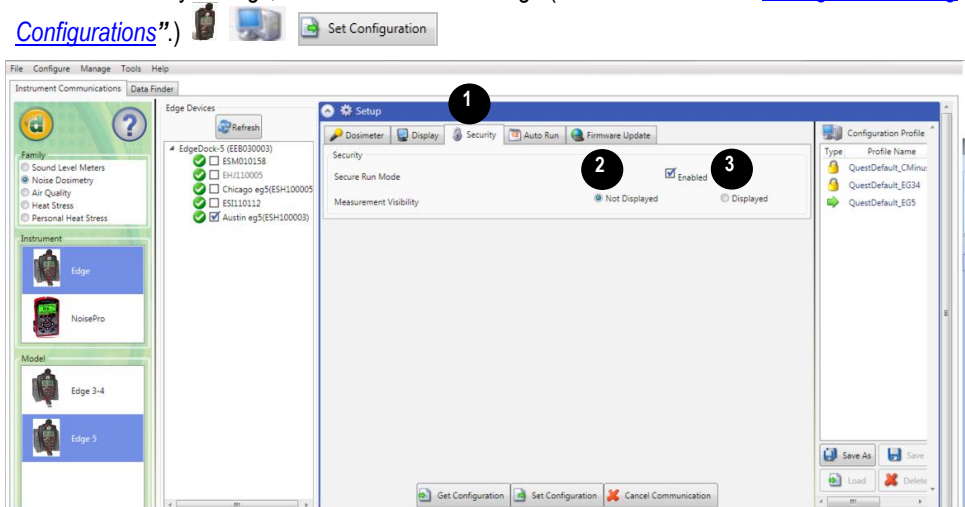 Configurations".)
Set Configuration
File Configure Manage Tools Help
Instrument Communications Data Finder
Family
Sound Level Meters
Noise Dosimetry
Air Quality
Heat Stress
Personal Heat Stress
Instrument
Edge
NoisePro
Model
Edge 3-4
Edge 5
Edge Devices
Refresh
EdgeDock-5 (EEB030003)
ESM010158
EHJ110005
Chicago eg5(ESH100005
ESI110112
Austin eg5(ESH100003)
Setup
1
Dosimeter Display Security Auto Run Firmware Update
Security
Secure Run Mode
Enabled
2
3
Measurement Visibility
Not Displayed
Displayed
Get Configuration Set Configuration Cancel Communication
Configuration Profile
Type Profile Name
QuestDefault_CMinu
QuestDefault_EG34
QuestDefault_EG5
Save As Save
Load Delete